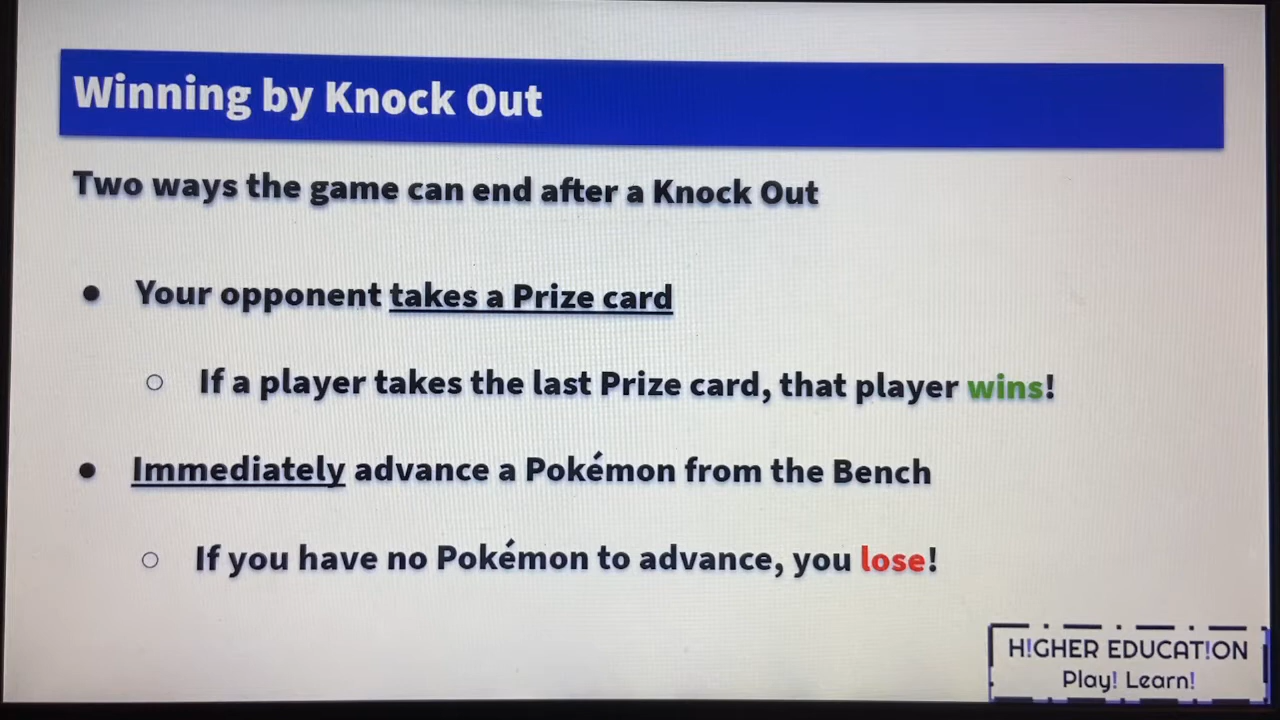 Winning by Knock Out
Two ways the game can end after a Knock Out
● Your opponent takes a Prize card
○ If a player takes the last Prize card, that player wins!
● Immediately advance a Pokémon from the Bench
○ If you have no Pokémon to advance, you lose!
H!GHER EDUCAT!ON
Play! Learn!